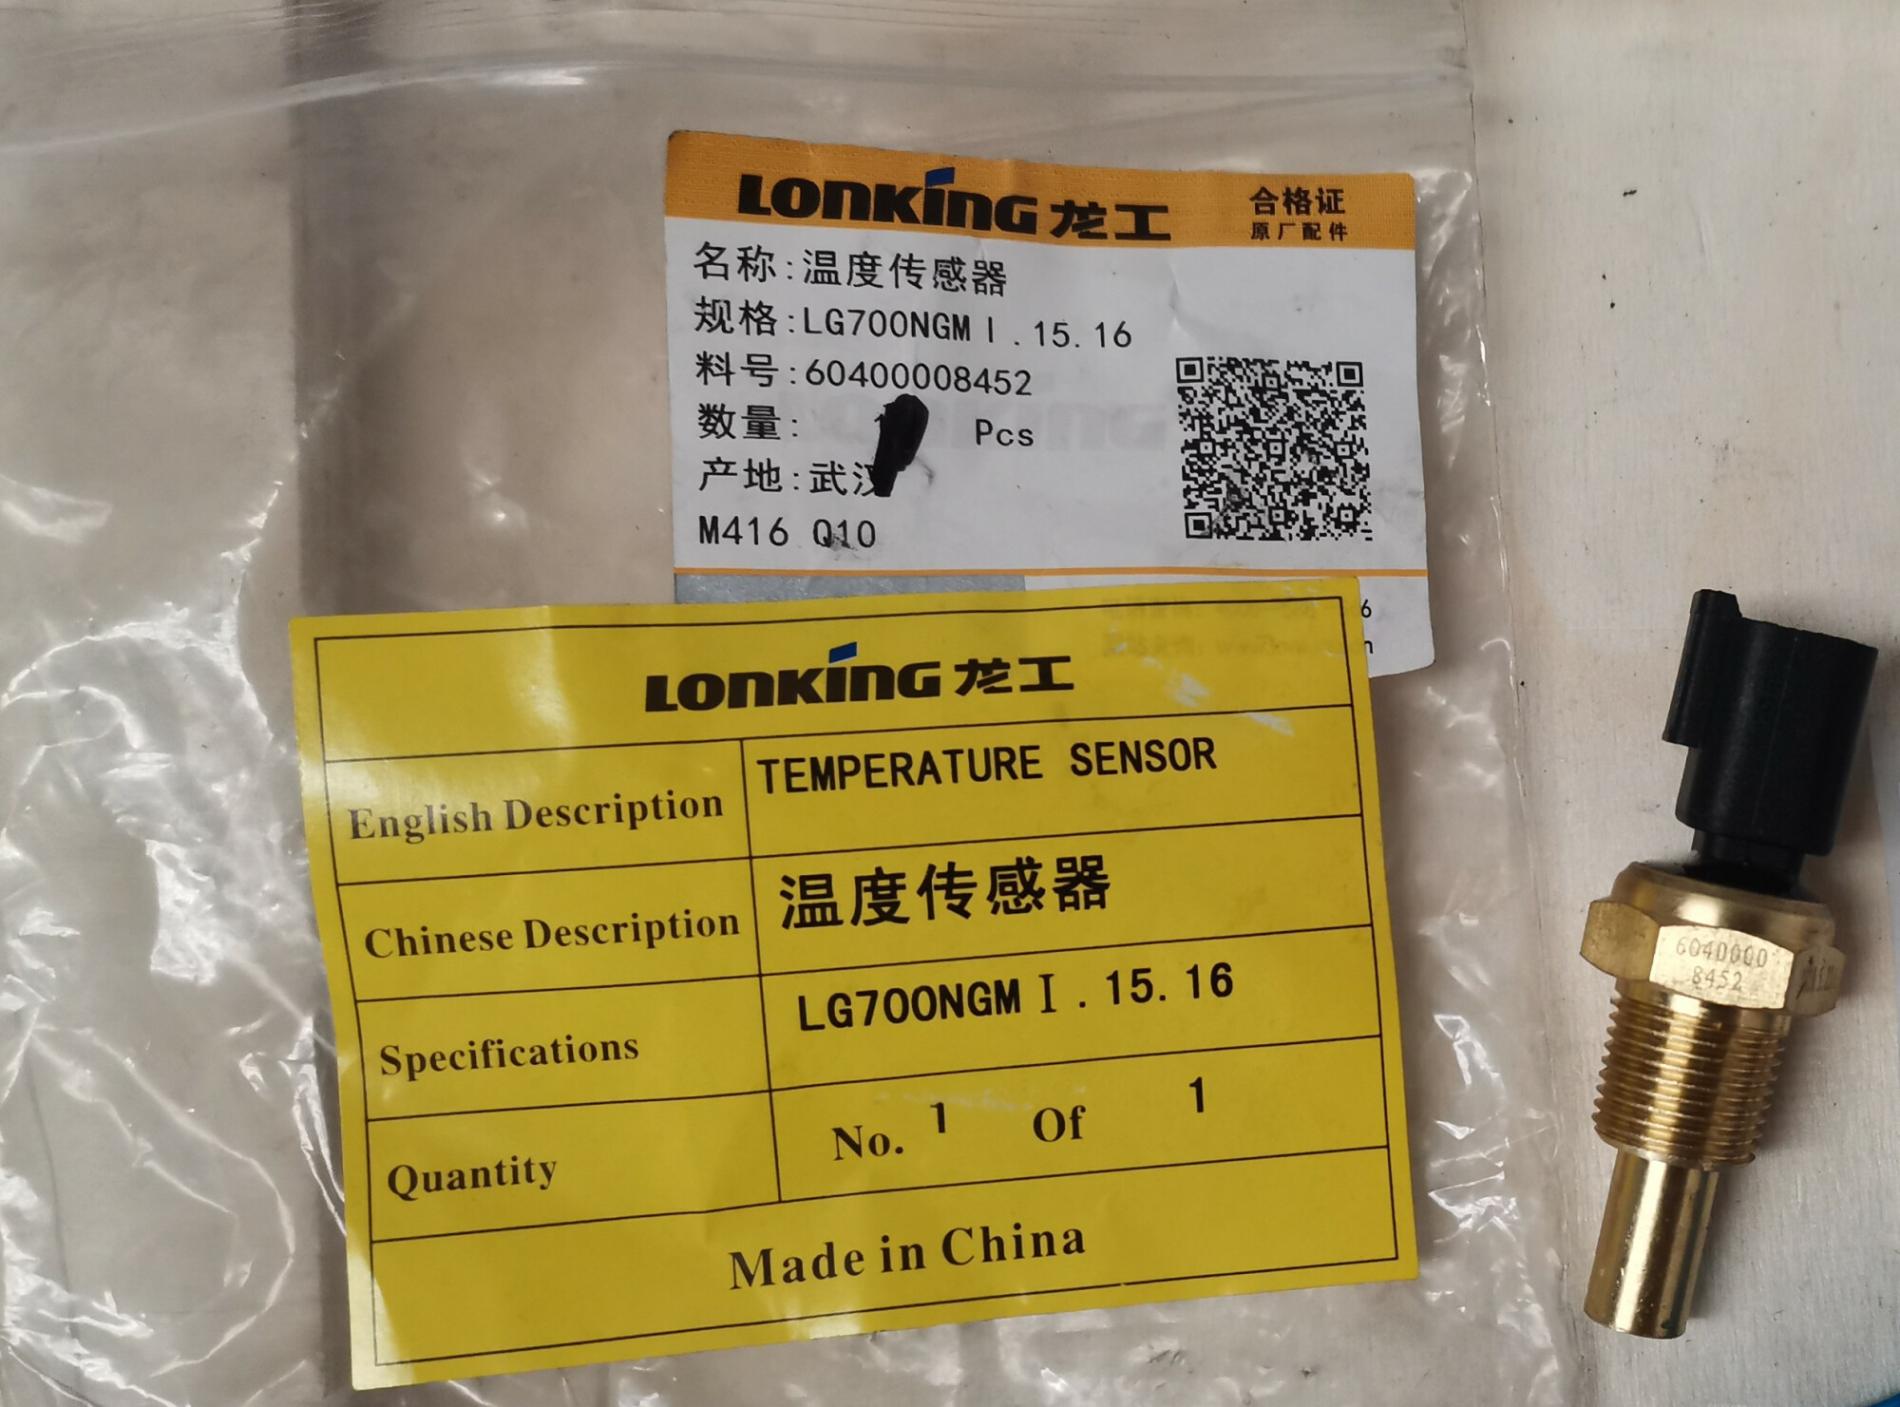 LONKING 龙工
合格证
原厂配件
名称:温度传感器
规格:LG700NGMⅠ.15.16
料号:60400008452
数量: Pcs
产地:武汉
M416 Q10
6
n
LONKING 龙工
English Description TEMPERATURE SENSOR
Chinese Description 温度传感器
Specifications LG700NGMⅠ.15.16
Quantity No. 1 Of 1
Made in China
6040000
8452